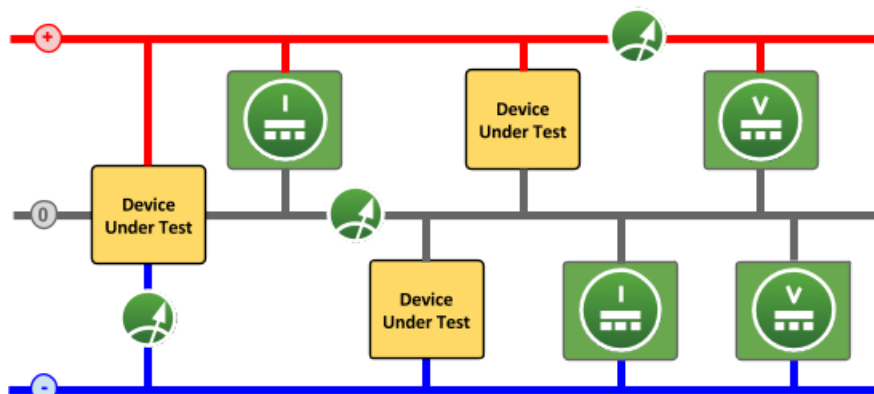 +
I
Device
Under Test
V
Device
Under Test
0
Device
Under Test
I
V
-